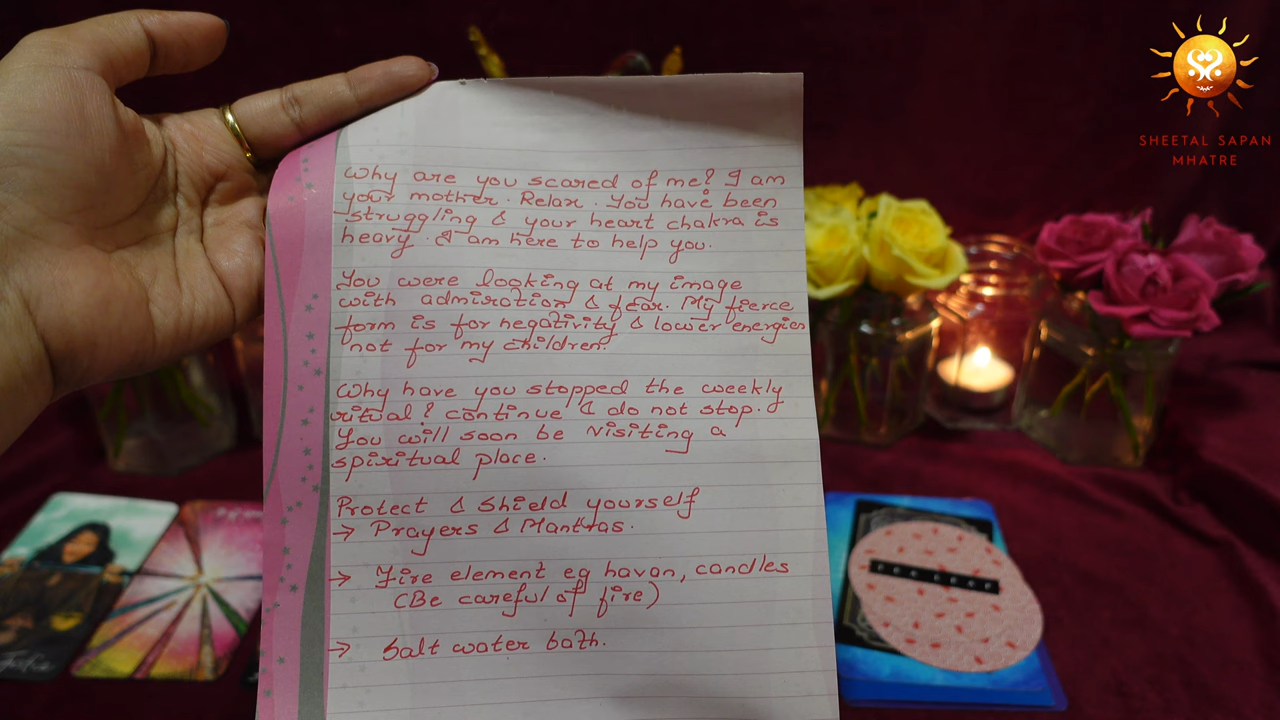 SHEETAL SAPAN
MHATRE
Why are you scared of me? I am
your mother. Relax. You have been
struggling & your heart chakra is
heavy. I am here to help you.
You were looking at my image
with admiration & fear. My fierce
form is for negativity & lower energies
not for my children.
Why have you stopped the weekly
ritual? continue & do not stop.
You will soon be visiting a
spiritual place.
Protect & Shield yourself
→ Prayers & Mantras.
→ Fire element eg havan, candles
(Be careful of fire)
→ Salt water bath.